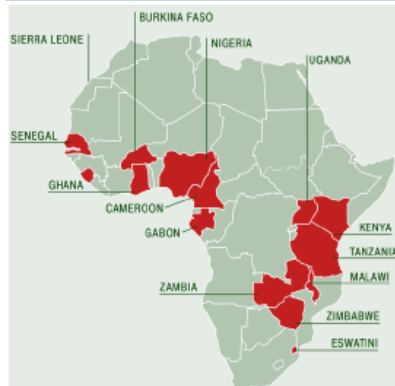 BURKINA FASO
SIERRA LEONE
NIGERIA
UGANDA
SENEGAL
GHANA
CAMEROON
GABON
KENYA
TANZANIA
MALAWI
ZAMBIA
ZIMBABWE
ESWATINI